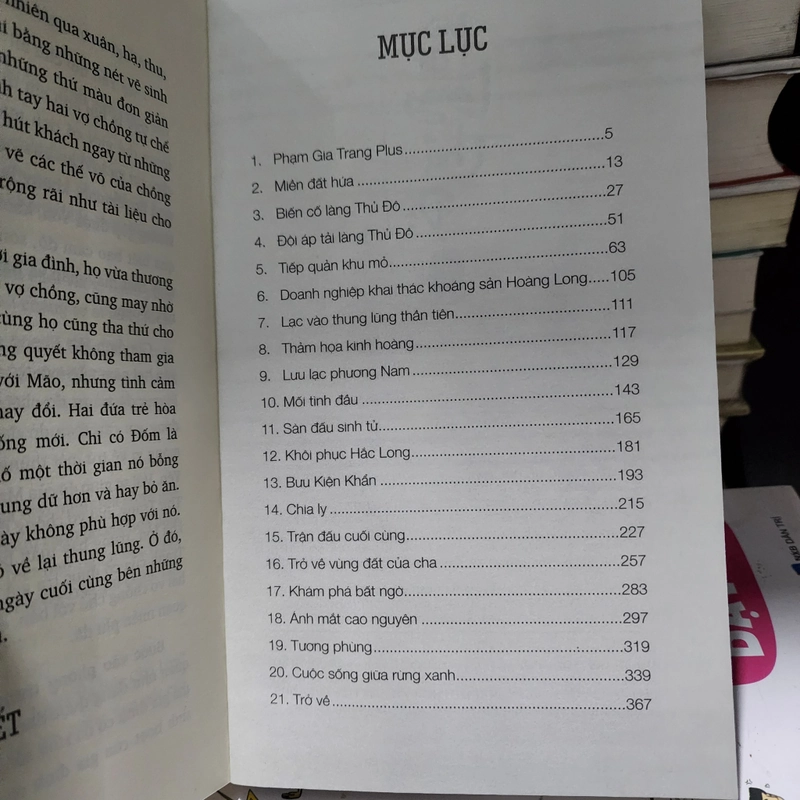 nhiên qua xuân, hạ, thu,
bằng những nét vẽ sinh
những thứ màu đơn giản
tay hai vợ chồng tự chế
hút khách ngay từ những
vẽ các thế võ của chồng
rộng rãi như tài liệu cho
gia đình, họ vừa thương
vợ chồng, cũng may nhờ
cùng họ cũng tha thứ cho
quyết không tham gia
với Mão, nhưng tình cảm
đổi. Hai đứa trẻ hòa
mới. Chỉ có Đốm là
một thời gian nó bỗng
dữ hơn và hay bỏ ăn.
này không phù hợp với nó.
về lại thung lũng. Ở đó,
ngày cuối cùng bên những
MỤC LỤC
1. Phạm Gia Trang Plus.....5
2. Miền đất hứa.....13
3. Biến cố làng Thủ Đô.....27
4. Đội áp tải làng Thủ Đô.....51
5. Tiếp quản khu mỏ.....63
6. Doanh nghiệp khai thác khoáng sản Hoàng Long.....105
7. Lạc vào thung lũng thần tiên.....111
8. Thảm họa kinh hoàng.....117
9. Lưu lạc phương Nam.....129
10. Mối tình đầu.....143
11. Sàn đấu sinh tử.....165
12. Khôi phục Hắc Long.....181
13. Bưu Kiện Khẩn.....193
14. Chia ly.....215
15. Trận đấu cuối cùng.....227
16. Trở về vùng đất của cha.....257
17. Khám phá bất ngờ.....283
18. Ánh mắt cao nguyên.....297
19. Tương phùng.....319
20. Cuộc sống giữa rừng xanh.....339
21. Trở về.....367